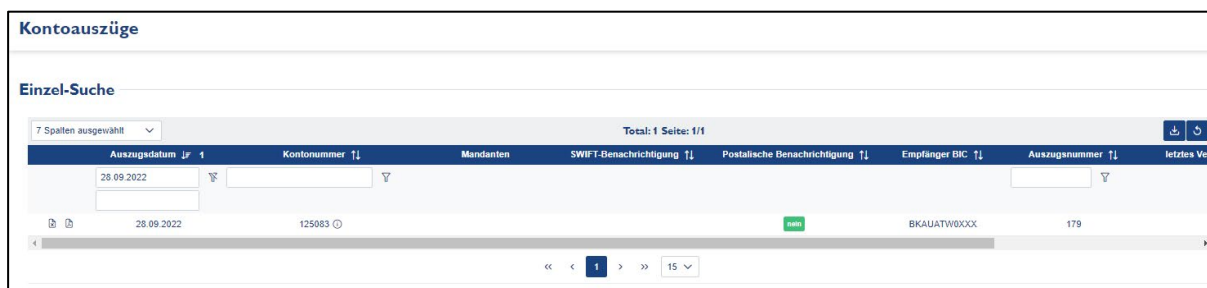 Kontoauszüge
Einzel-Suche
7 Spalten ausgewählt Total: 1 Seite: 1/1
Auszugsdatum 1 Kontonummer Mandanten SWIFT-Benachrichtigung Postalische Benachrichtigung Empfänger BIC Auszugsnummer letztes Ve
28.09.2022
28.09.2022 125083 nein BKAUATW0XXX 179
« ‹ 1 › » 15